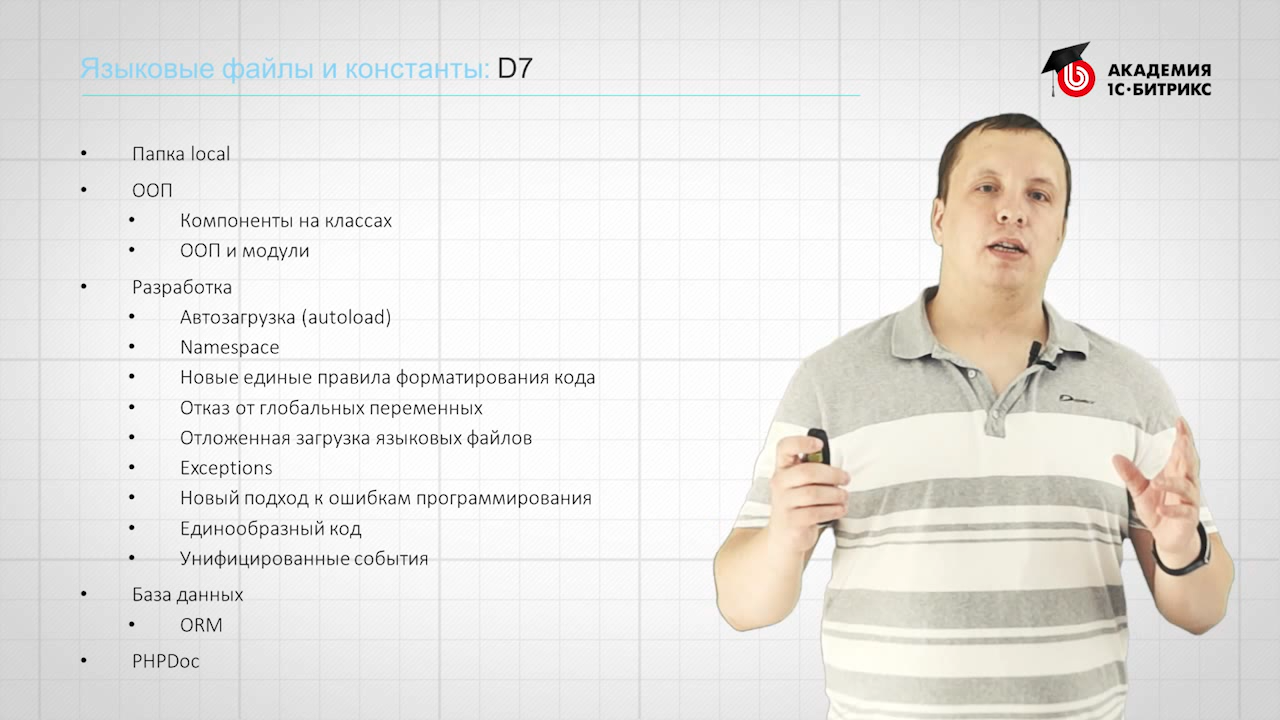 Языковые файлы и константы: D7
АКАДЕМИЯ
1С·БИТРИКС
• Папка local
• ООП
• Компоненты на классах
• ООП и модули
• Разработка
• Автозагрузка (autoload)
• Namespace
• Новые единые правила форматирования кода
• Отказ от глобальных переменных
• Отложенная загрузка языковых файлов
• Exceptions
• Новый подход к ошибкам программирования
• Единообразный код
• Унифицированные события
• База данных
• ORM
• PHPDoc